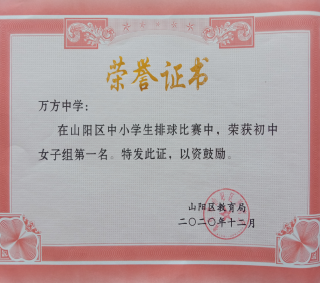 荣誉证书
万方中学：
在山阳区中小学生排球比赛中，荣获初中
女子组第一名。特发此证，以资鼓励。
山阳区教育局
二〇二〇年十二月